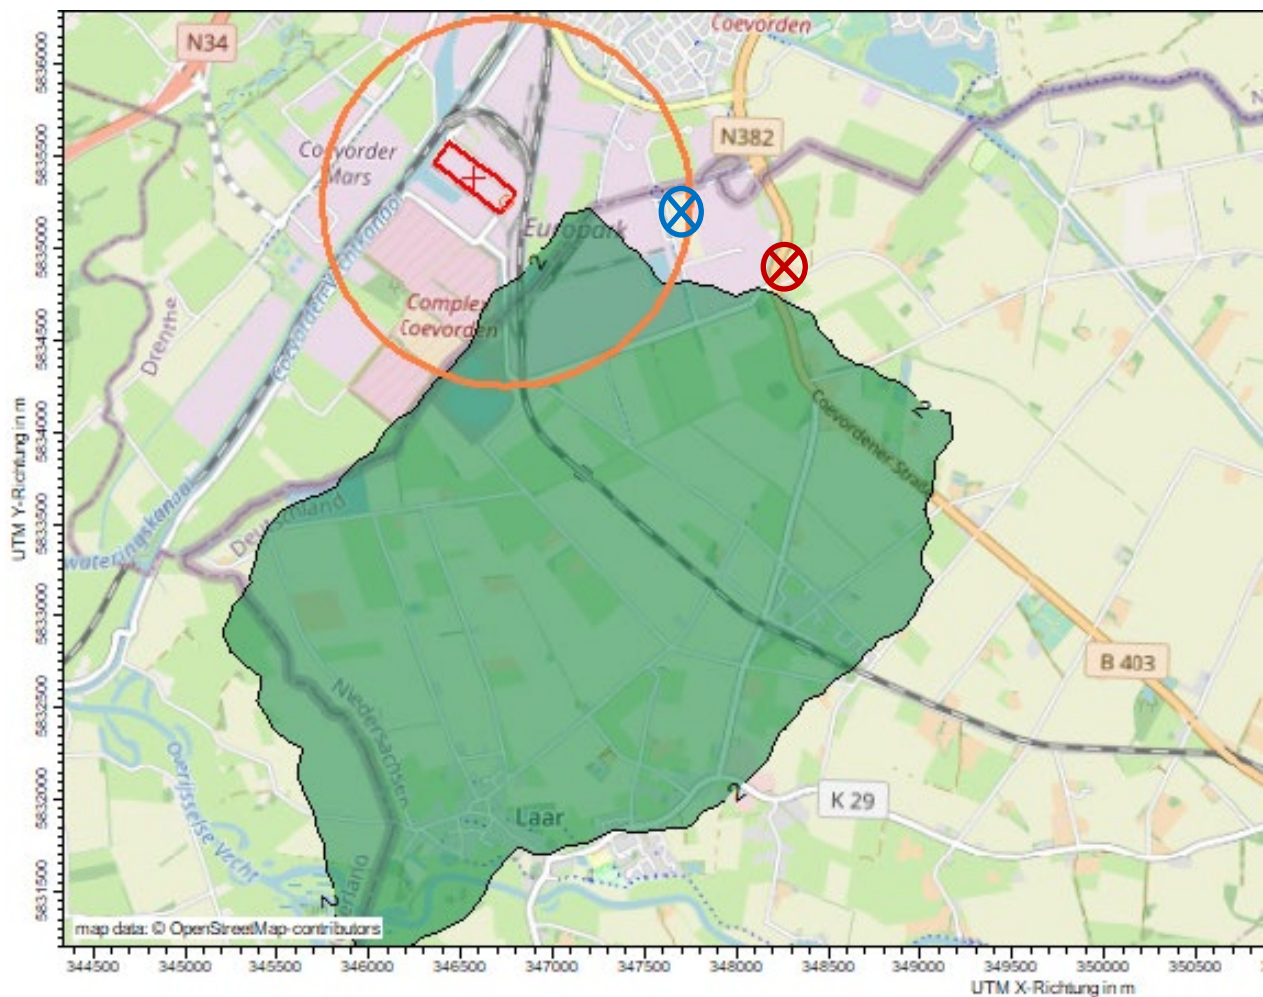 Coevorden
N34
N382
Coevorder
Mars
Europark
Complex
Coevorden
Drenthe
Coevorden-Vechtkanaal
2
2
Coevordener Straße
wateringskanaal
Deutschland
Niedersachsen
B 403
Overijsselse Vecht
2
K 29
Laar
2
map data: © OpenStreetMap-contributors
UTM Y-Richtung in m
5836000
5835500
5835000
5834500
5834000
5833500
5833000
5832500
5832000
5831500
344500 345000 345500 346000 346500 347000 347500 348000 348500 349000 349500 350000 350500
UTM X-Richtung in m